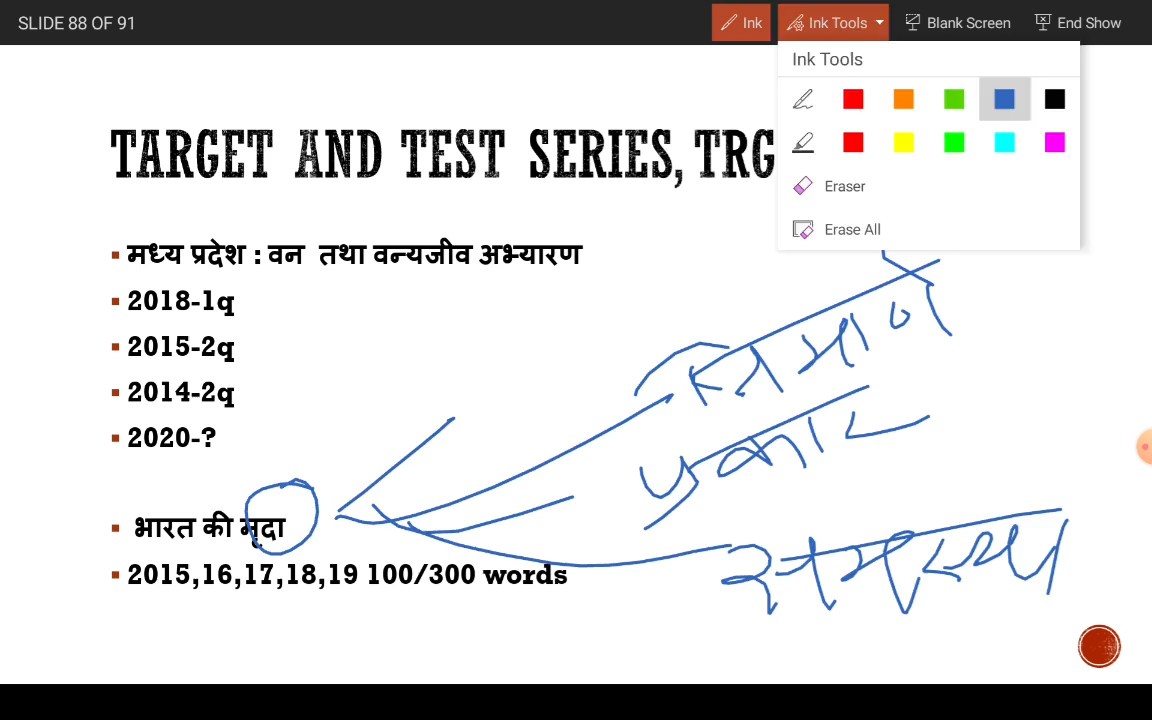 SLIDE 88 OF 91
Ink
Ink Tools
Blank Screen
End Show
Ink Tools
Eraser
Erase All
TARGET AND TEST SERIES, TRG
मध्य प्रदेश : वन तथा वन्यजीव अभ्यारण
2018-1q
2015-2q
2014-2q
2020-?
भारत की मृदा
2015,16,17,18,19 100/300 words
प्रकार